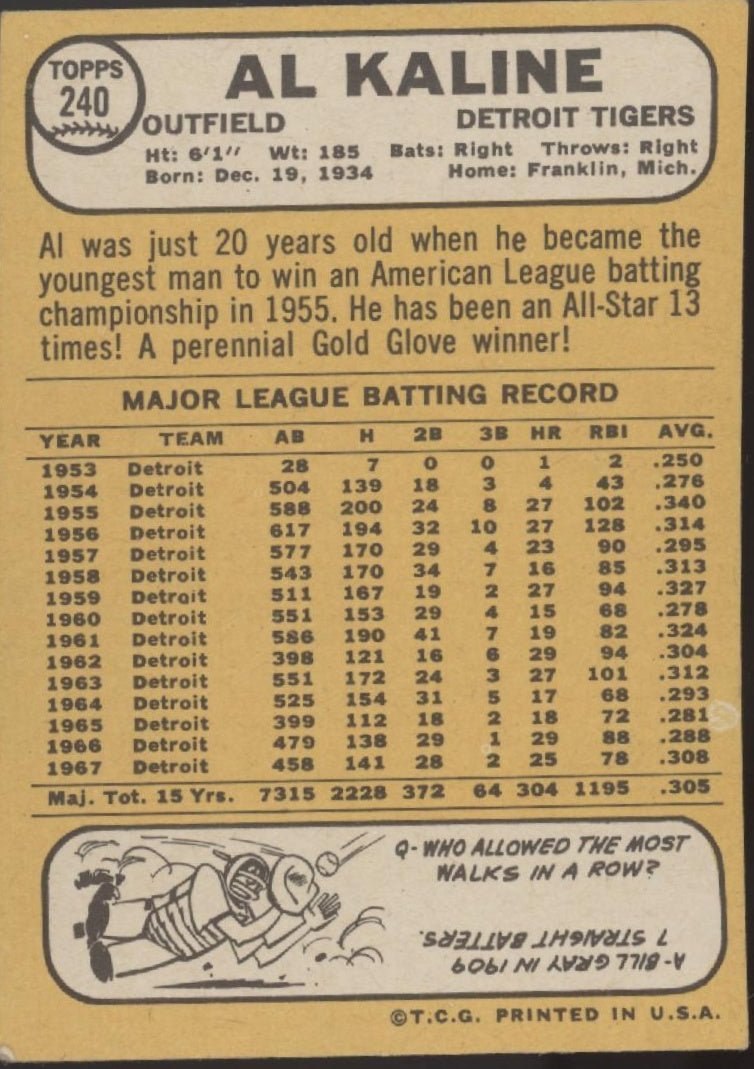 TOPPS
240
AL KALINE
OUTFIELD DETROIT TIGERS
Ht: 6'1" Wt: 185 Bats: Right Throws: Right
Born: Dec. 19, 1934 Home: Franklin, Mich.
Al was just 20 years old when he became the
youngest man to win an American League batting
championship in 1955. He has been an All-Star 13
times! A perennial Gold Glove winner!
MAJOR LEAGUE BATTING RECORD
YEAR TEAM AB H 2B 3B HR RBI AVG.
1953 Detroit 28 7 0 0 1 2 .250
1954 Detroit 504 139 18 3 4 43 .276
1955 Detroit 588 200 24 8 27 102 .340
1956 Detroit 617 194 32 10 27 128 .314
1957 Detroit 577 170 29 4 23 90 .295
1958 Detroit 543 170 34 7 16 85 .313
1959 Detroit 511 167 19 2 27 94 .327
1960 Detroit 551 153 29 4 15 68 .278
1961 Detroit 586 190 41 7 19 82 .324
1962 Detroit 398 121 16 6 29 94 .304
1963 Detroit 551 172 24 3 27 101 .312
1964 Detroit 525 154 31 5 17 68 .293
1965 Detroit 399 112 18 2 18 72 .281
1966 Detroit 479 138 29 1 29 88 .288
1967 Detroit 458 141 28 2 25 78 .308
Maj. Tot. 15 Yrs. 7315 2228 372 64 304 1195 .305
Q- WHO ALLOWED THE MOST
WALKS IN A ROW?
A- BILL GRAY IN 1909
7 STRAIGHT BATTERS.
©T.C.G. PRINTED IN U.S.A.